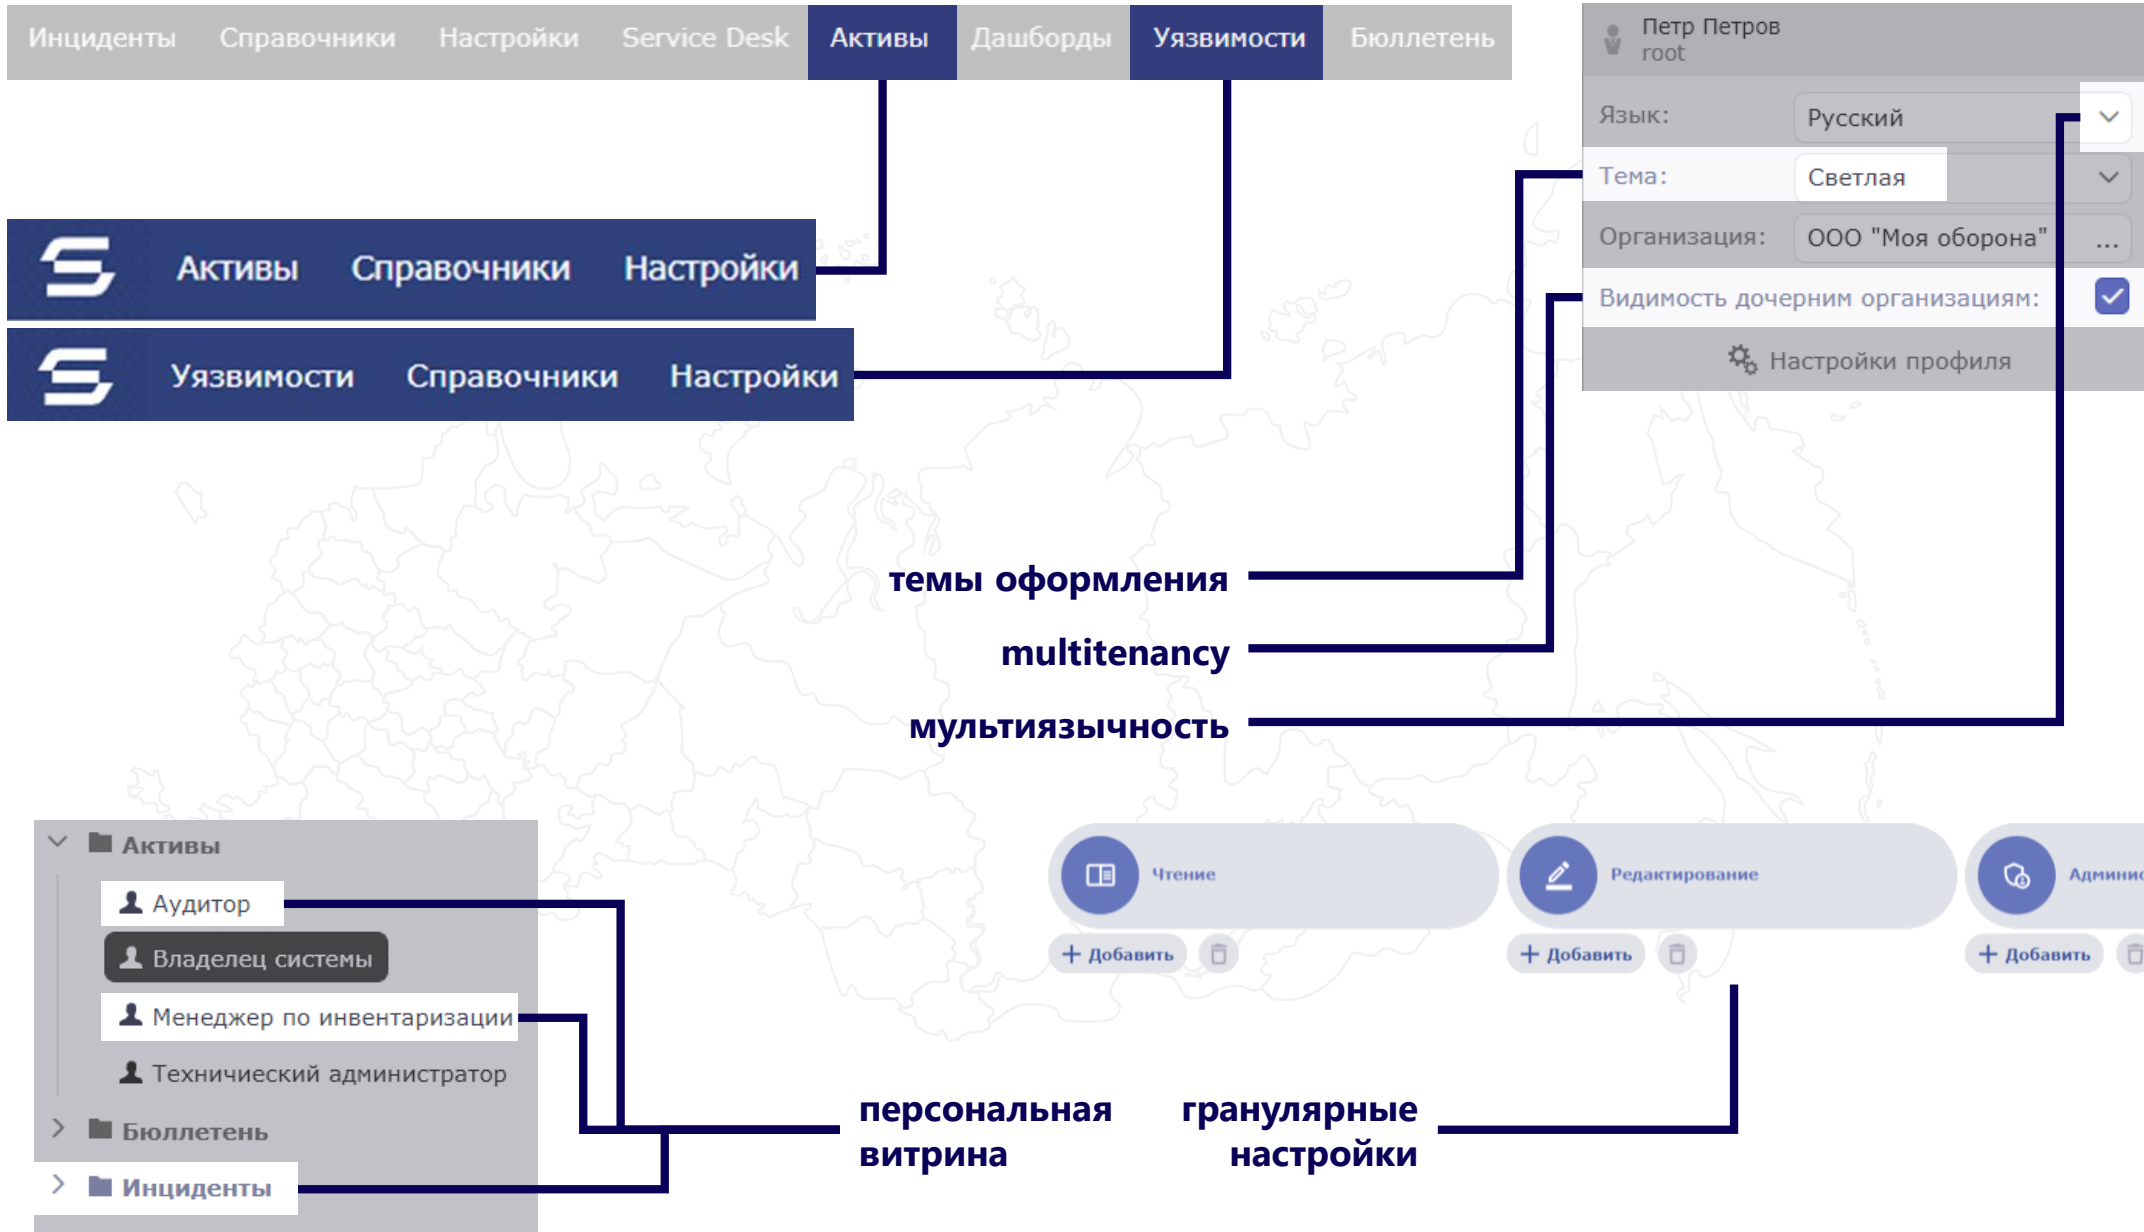 Инциденты Справочники Настройки Service Desk Активы Дашборды Уязвимости Бюллетень
Петр Петров
root
Язык: Русский
Тема: Светлая
Организация: ООО "Моя оборона" ...
Видимость дочерним организациям:
Настройки профиля
Активы Справочники Настройки
Уязвимости Справочники Настройки
темы оформления
multitenancy
мультиязычность
Активы
Аудитор
Владелец системы
Менеджер по инвентаризации
Техничиеский администратор
Бюллетень
Инциденты
Чтение Редактирование Админис
+ Добавить + Добавить + Добавить
персональная
витрина
гранулярные
настройки